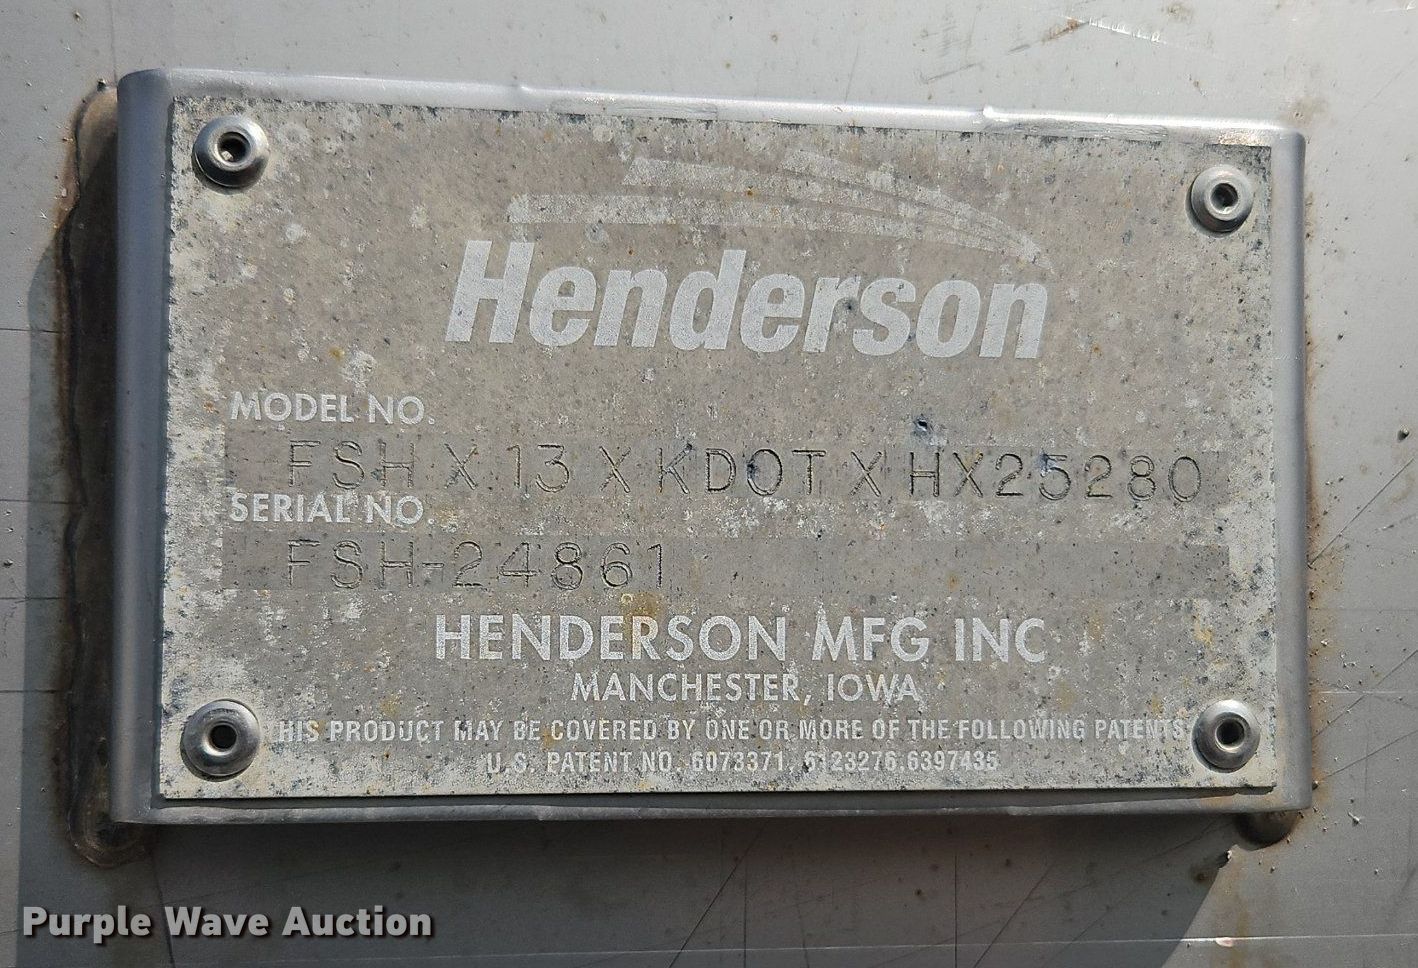 Henderson
MODEL NO.
FSH X 13 X KDOT X HX25280
SERIAL NO.
FSH-24861
HENDERSON MFG INC
MANCHESTER, IOWA
THIS PRODUCT MAY BE COVERED BY ONE OR MORE OF THE FOLLOWING PATENTS
U.S. PATENT NO. 6073371, 6123276.6397435
Purple Wave Auction